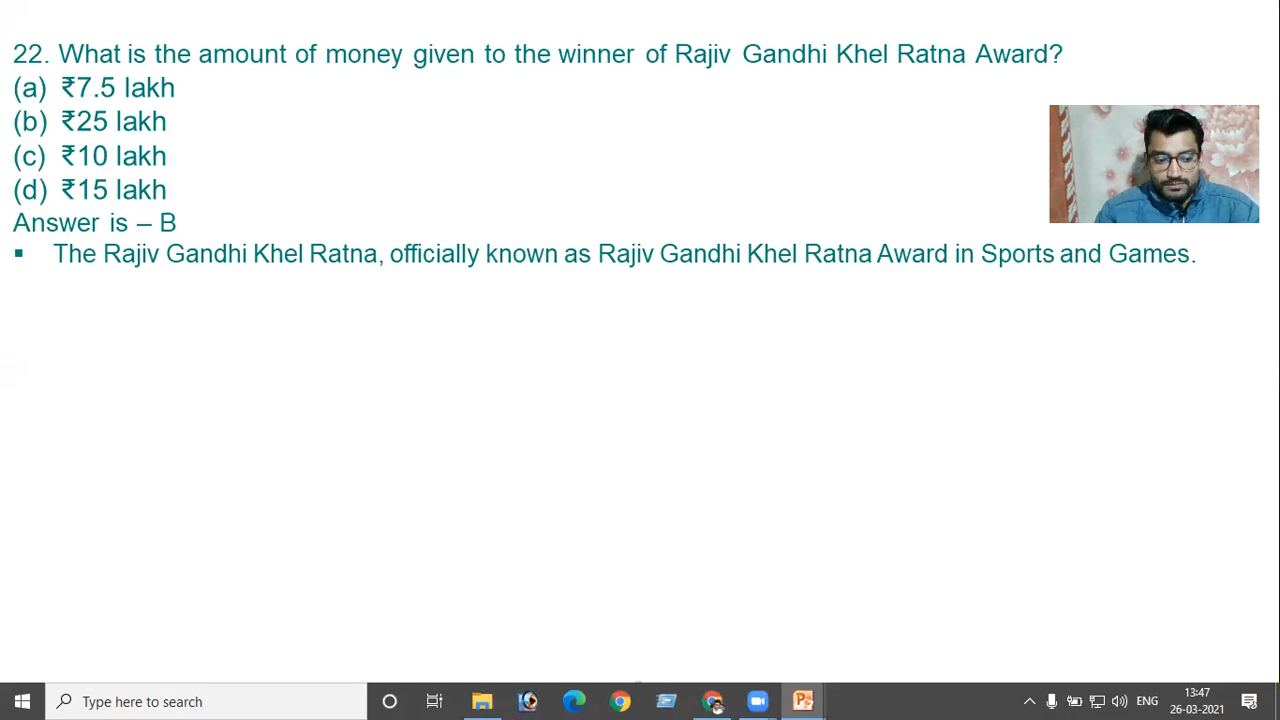 22. What is the amount of money given to the winner of Rajiv Gandhi Khel Ratna Award?
(a) ₹7.5 lakh
(b) ₹25 lakh
(c) ₹10 lakh
(d) ₹15 lakh
Answer is – B
▪ The Rajiv Gandhi Khel Ratna, officially known as Rajiv Gandhi Khel Ratna Award in Sports and Games.
Type here to search
ENG
13:47
26-03-2021